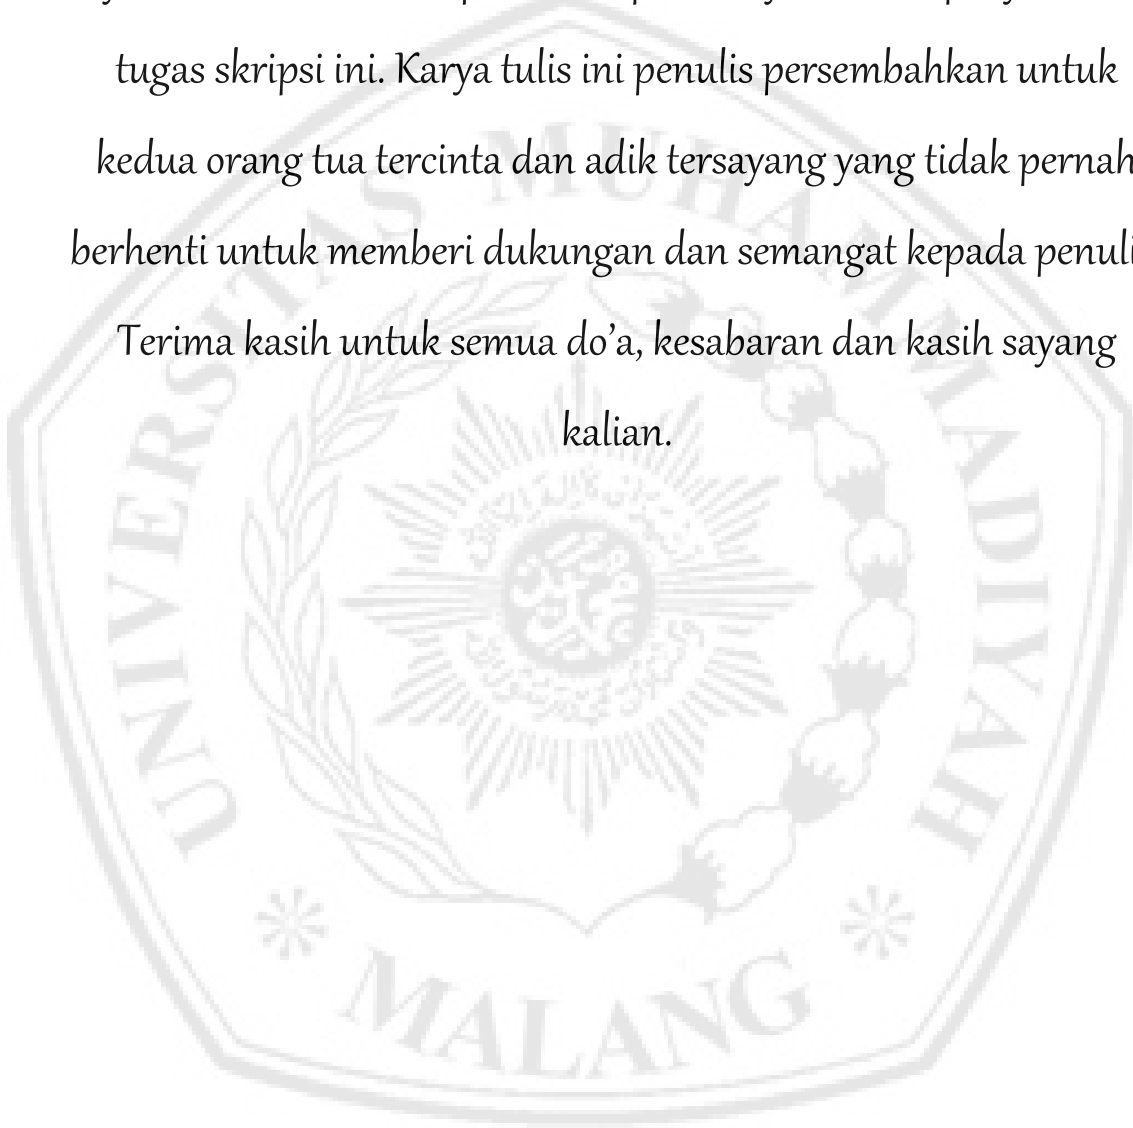 tugas skripsi ini. Karya tulis ini penulis persembahkan untuk
kedua orang tua tercinta dan adik tersayang yang tidak pernah
berhenti untuk memberi dukungan dan semangat kepada penuli
Terima kasih untuk semua do’a, kesabaran dan kasih sayang
kalian.
UNIVERSITAS MUHAMMADIYAH
MALANG